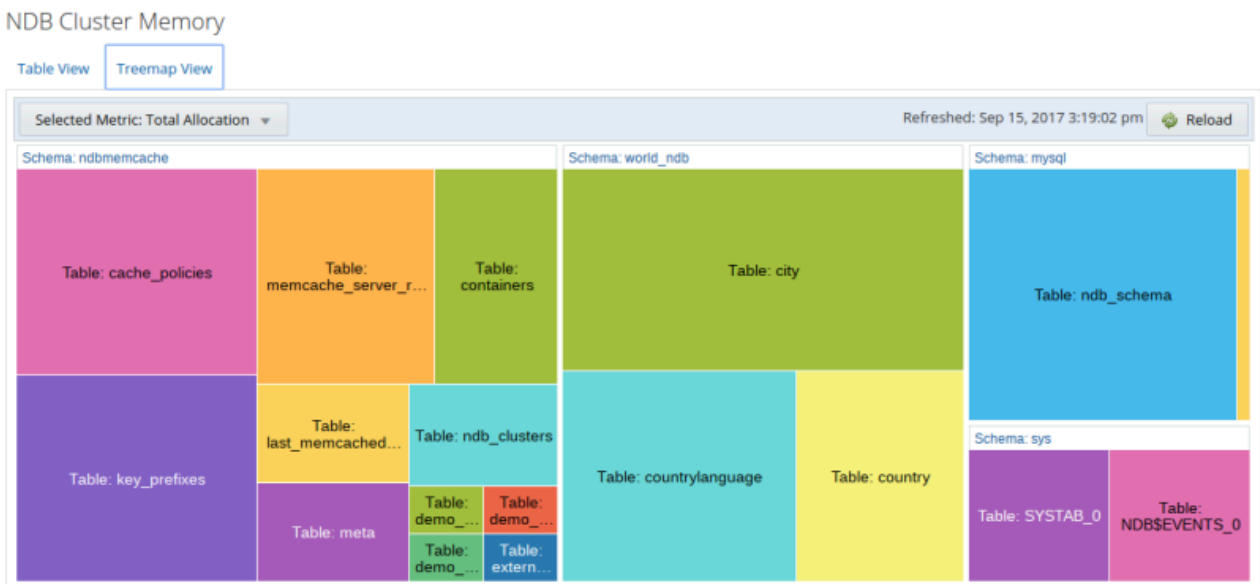 NDB Cluster Memory
Table View
Treemap View
Selected Metric: Total Allocation
Refreshed: Sep 15, 2017 3:19:02 pm
Reload
Schema: ndbmemcache
Table: cache_policies
Table:
memcache_server_r...
Table:
containers
Table: key_prefixes
Table:
last_memcached...
Table: ndb_clusters
Table: meta
Table:
demo_...
Table:
demo_...
Table:
demo_...
Table:
extern...
Schema: world_ndb
Table: city
Table: countrylanguage
Table: country
Schema: mysql
Table: ndb_schema
Schema: sys
Table: SYSTAB_0
Table:
NDB$EVENTS_0